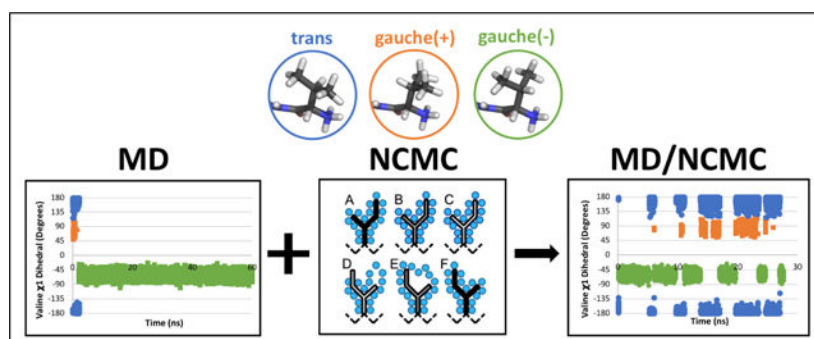 trans gauche(+) gauche(-)
MD NCMC MD/NCMC
Valine χ1 Dihedral (Degrees)
180
135
90
45
0
-45
-90
-135
-180
0 20 40 60
Time (ns)
A B C
D E F
Valine χ1 Dihedral (Degrees)
180
135
90
45
0
-45
-90
-135
-180
0 10 20 30
Time (ns)